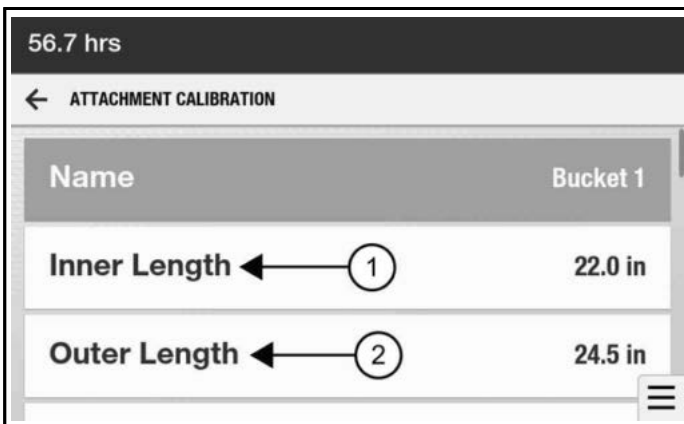 56.7 hrs
← ATTACHMENT CALIBRATION
Name Bucket 1
Inner Length 1 22.0 in
Outer Length 2 24.5 in